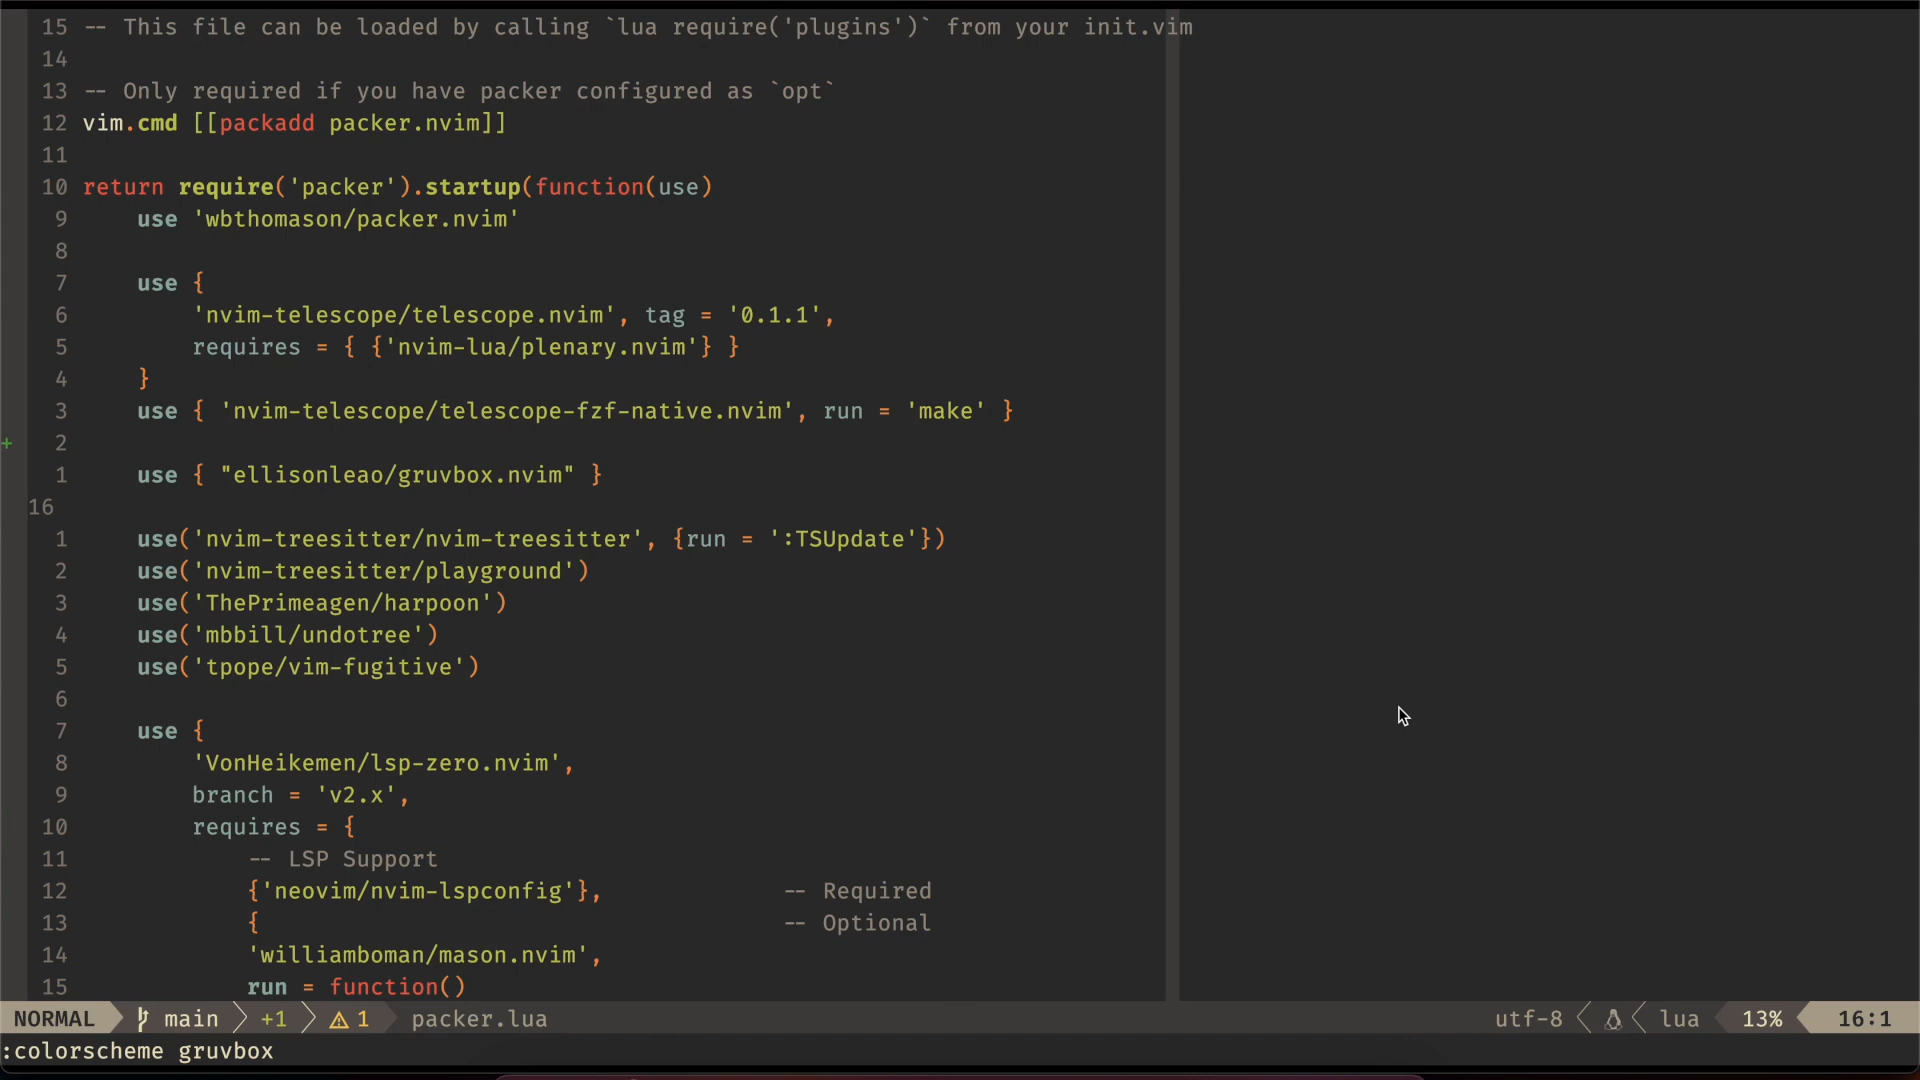 15 -- This file can be loaded by calling `lua require('plugins')` from your init.vim
14
13 -- Only required if you have packer configured as `opt`
12 vim.cmd [[packadd packer.nvim]]
11
10 return require('packer').startup(function(use)
9 use 'wbthomason/packer.nvim'
8
7 use {
6 'nvim-telescope/telescope.nvim', tag = '0.1.1',
5 requires = { {'nvim-lua/plenary.nvim'} }
4 }
3 use { 'nvim-telescope/telescope-fzf-native.nvim', run = 'make' }
+ 2
1 use { "ellisonleao/gruvbox.nvim" }
16
1 use('nvim-treesitter/nvim-treesitter', {run = ':TSUpdate'})
2 use('nvim-treesitter/playground')
3 use('ThePrimeagen/harpoon')
4 use('mbbill/undotree')
5 use('tpope/vim-fugitive')
6
7 use {
8 'VonHeikemen/lsp-zero.nvim',
9 branch = 'v2.x',
10 requires = {
11 -- LSP Support
12 {'neovim/nvim-lspconfig'}, -- Required
13 { -- Optional
14 'williamboman/mason.nvim',
15 run = function()
NORMAL main +1 ⚠ 1 packer.lua utf-8 lua 13% 16:1
:colorscheme gruvbox